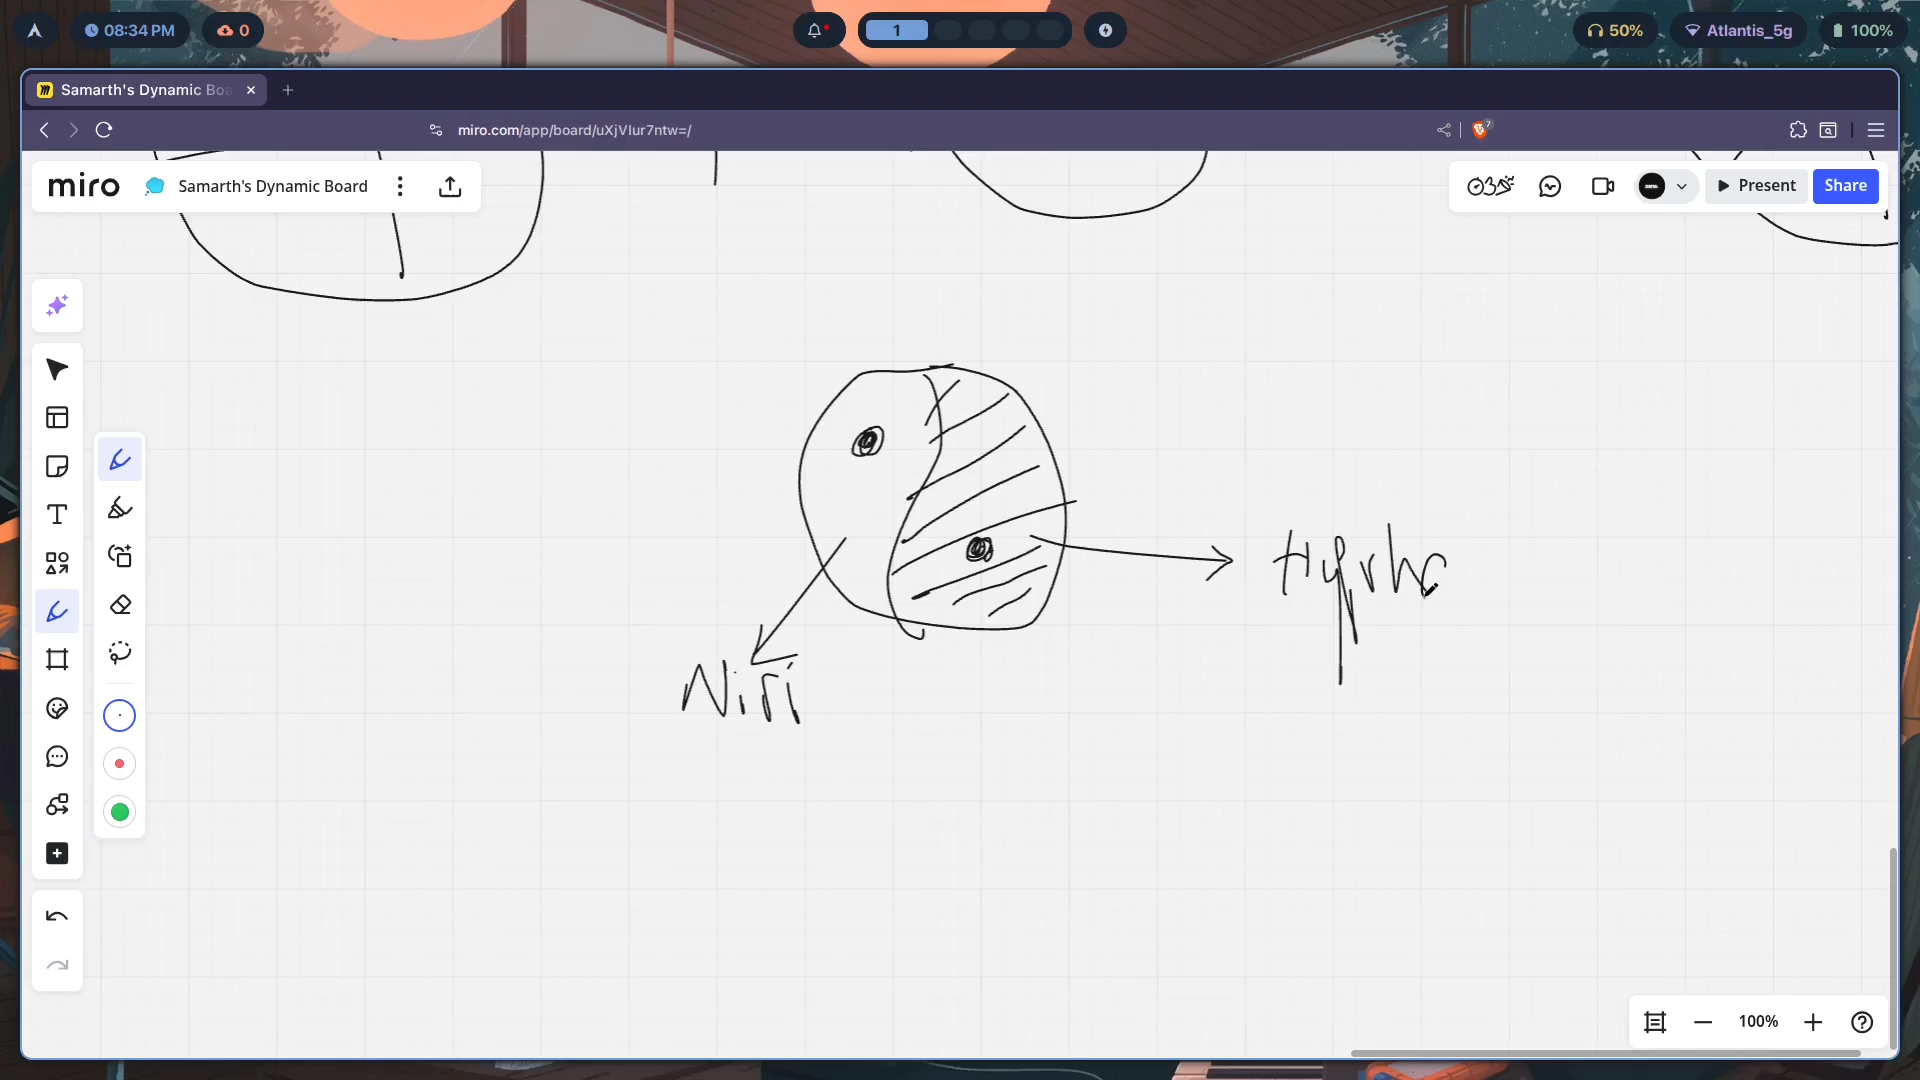 08:34 PM
0
1
50%
Atlantis_5g
100%
Samarth's Dynamic Boa
miro.com/app/board/uXjVIur7ntw=/
7
miro
Samarth's Dynamic Board
Present
Share
Niri
100%